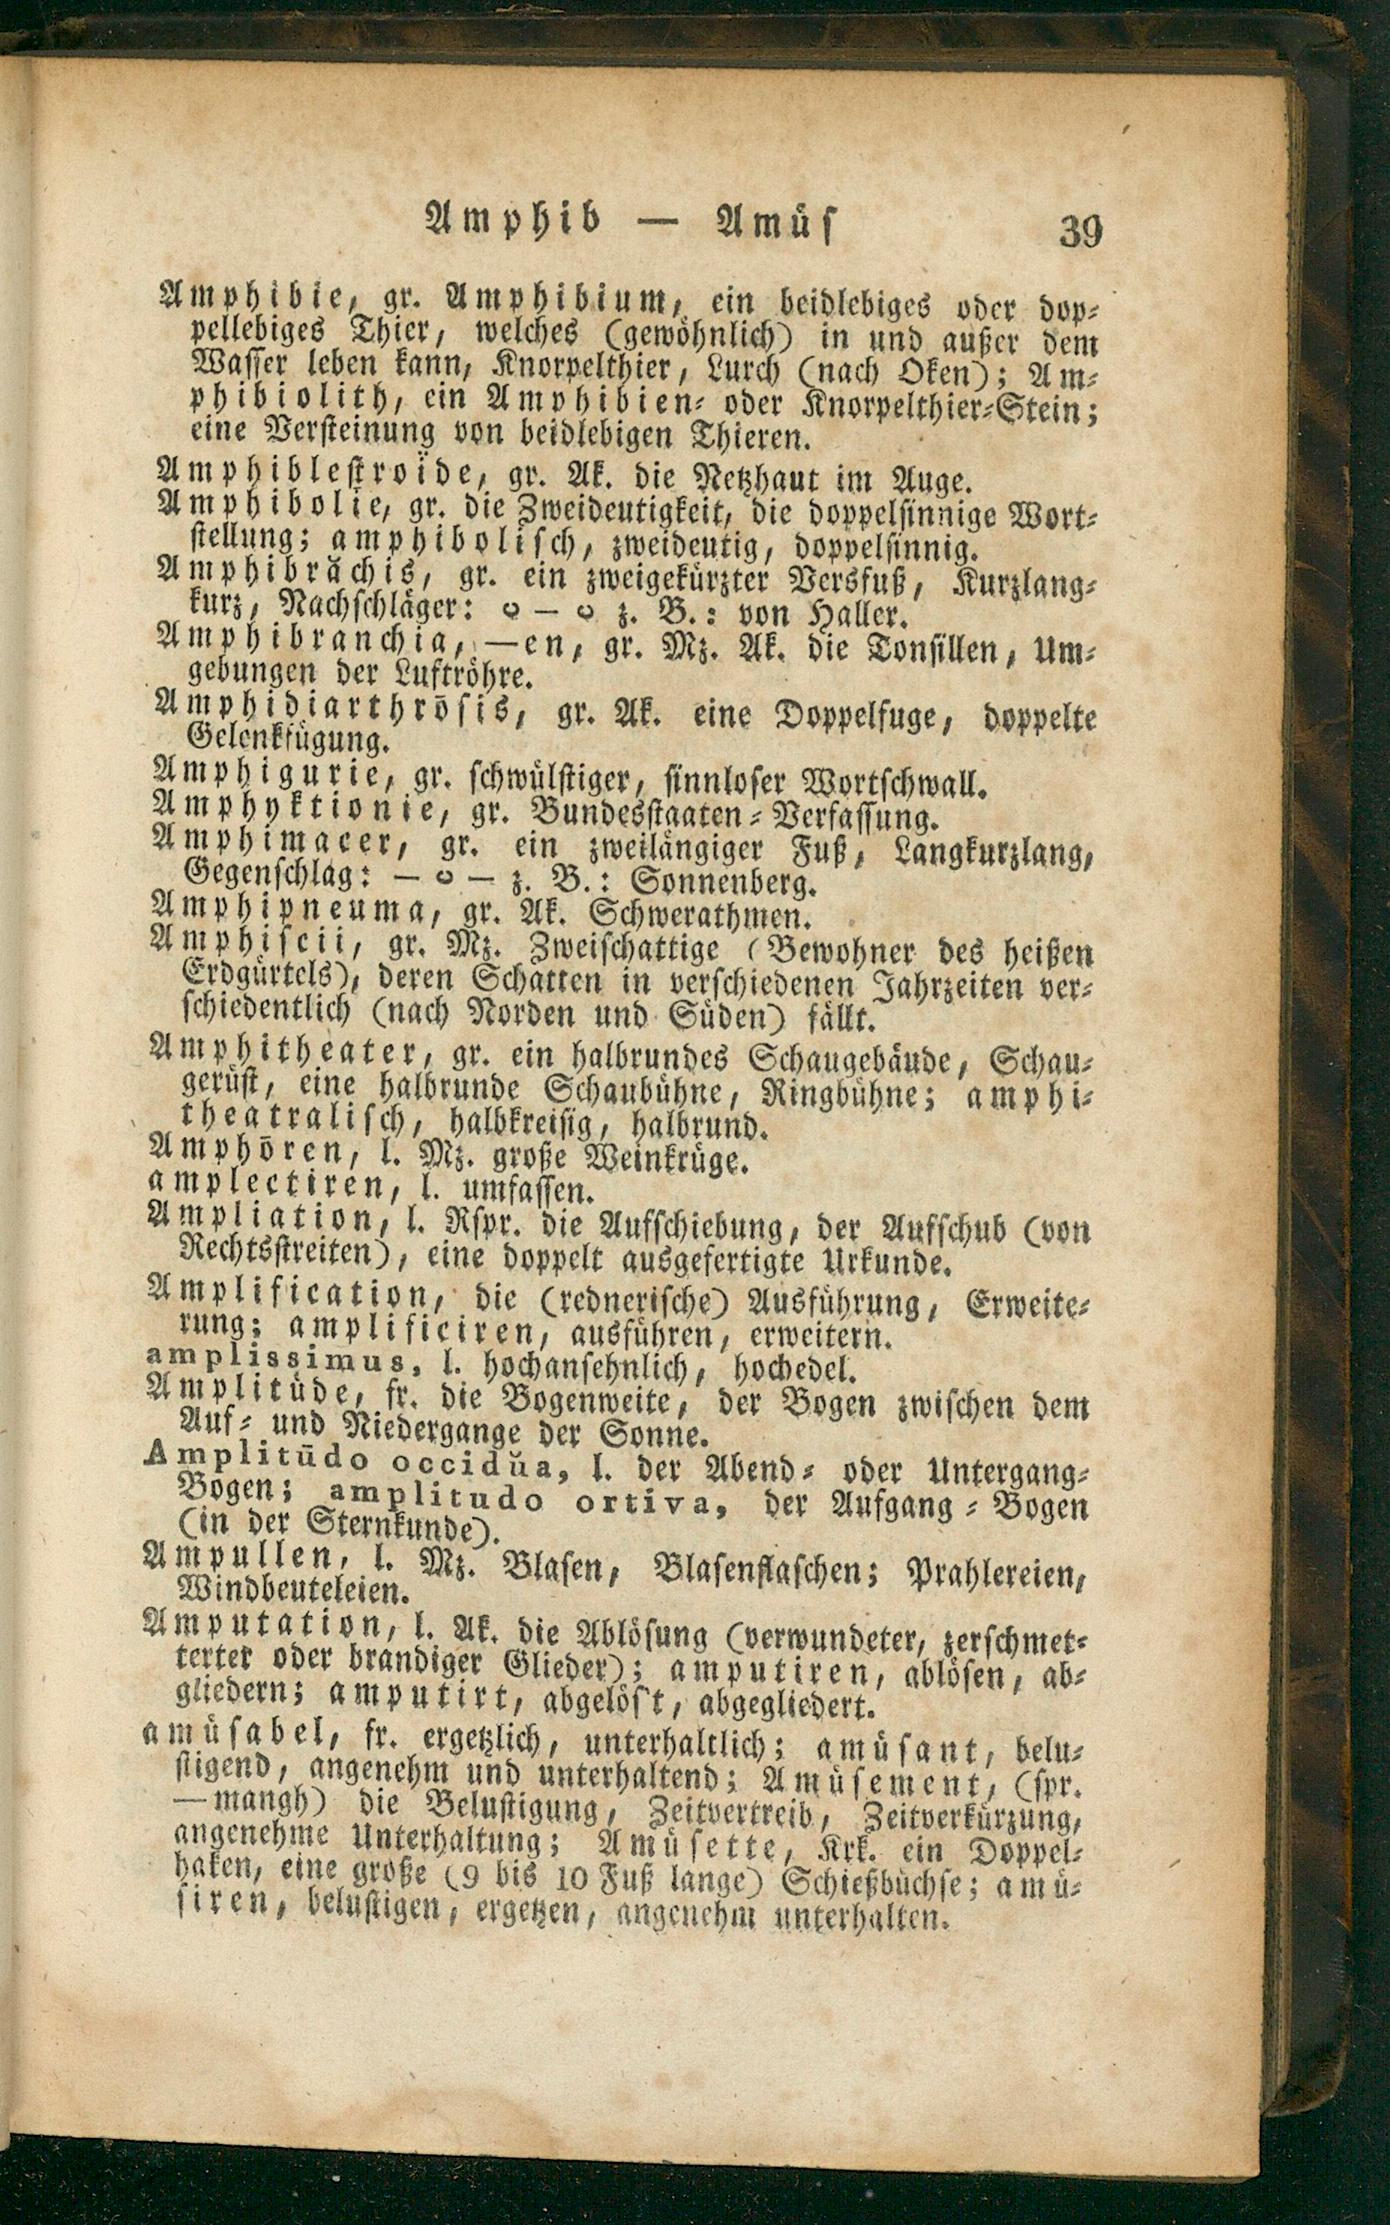 Amphib — Amüs 39
Amphibie, gr. Amphibium, ein beidlebiges oder dop-
pellebiges Thier, welches (gewöhnlich) in und außer dem
Wasser leben kann, Knorpelthier, Lurch (nach Oken); Am-
phibiolith, ein Amphibien- oder Knorpelthier-Stein;
eine Versteinung von beidlebigen Thieren.
Amphiblestroïde, gr. Ak. die Netzhaut im Auge.
Amphibolie, gr. die Zweideutigkeit, die doppelsinnige Wort-
stellung; amphibolisch, zweideutig, doppelsinnig.
Amphibrăchis, gr. ein zweigekürzter Versfuß, Kurzlang-
kurz, Nachschläger: ᴗ — ᴗ z. B.: von Haller.
Amphibranchia, —en, gr. Mz. Ak. die Tonsillen, Um-
gebungen der Luftröhre.
Amphidiarthrōsis, gr. Ak. eine Doppelfuge, doppelte
Gelenkfügung.
Amphigurie, gr. schwülstiger, sinnloser Wortschwall.
Amphyktionie, gr. Bundesstaaten-Verfassung.
Amphimacer, gr. ein zweilängiger Fuß, Langkurzlang,
Gegenschlag: — ᴗ — z. B.: Sonnenberg.
Amphipneuma, gr. Ak. Schwerathmen.
Amphiscii, gr. Mz. Zweischattige (Bewohner des heißen
Erdgürtels), deren Schatten in verschiedenen Jahrzeiten ver-
schiedentlich (nach Norden und Süden) fällt.
Amphitheater, gr. ein halbrundes Schaugebäude, Schau-
gerüst, eine halbrunde Schaubühne, Ringbühne; amphi-
theatralisch, halbkreisig, halbrund.
Amphōren, l. Mz. große Weinkrüge.
amplectiren, l. umfassen.
Ampliation, l. Rspr. die Aufschiebung, der Aufschub (von
Rechtsstreiten), eine doppelt ausgefertigte Urkunde.
Amplification, die (rednerische) Ausführung, Erweite-
rung; amplificiren, ausführen, erweitern.
amplissimus, l. hochansehnlich, hochedel.
Amplitüde, fr. die Bogenweite, der Bogen zwischen dem
Auf- und Niedergange der Sonne.
Amplitūdo occidŭa, l. der Abend- oder Untergang-
Bogen; amplitudo ortiva, der Aufgang-Bogen
(in der Sternkunde).
Ampullen, l. Mz. Blasen, Blasenflaschen; Prahlereien,
Windbeuteleien.
Amputation, l. Ak. die Ablösung (verwundeter, zerschmet-
terter oder brandiger Glieder); amputiren, ablösen, ab-
gliedern; amputirt, abgelös't, abgegliedert.
amüsabel, fr. ergetzlich, unterhaltlich; amüsant, belu-
stigend, angenehm und unterhaltend; Amüsement, (spr.
—mangh) die Belustigung, Zeitvertreib, Zeitverkürzung,
angenehme Unterhaltung; Amüsette, Krk. ein Doppel-
haken, eine große (9 bis 10 Fuß lange) Schießbüchse; amü-
siren, belustigen, ergetzen, angenehm unterhalten.